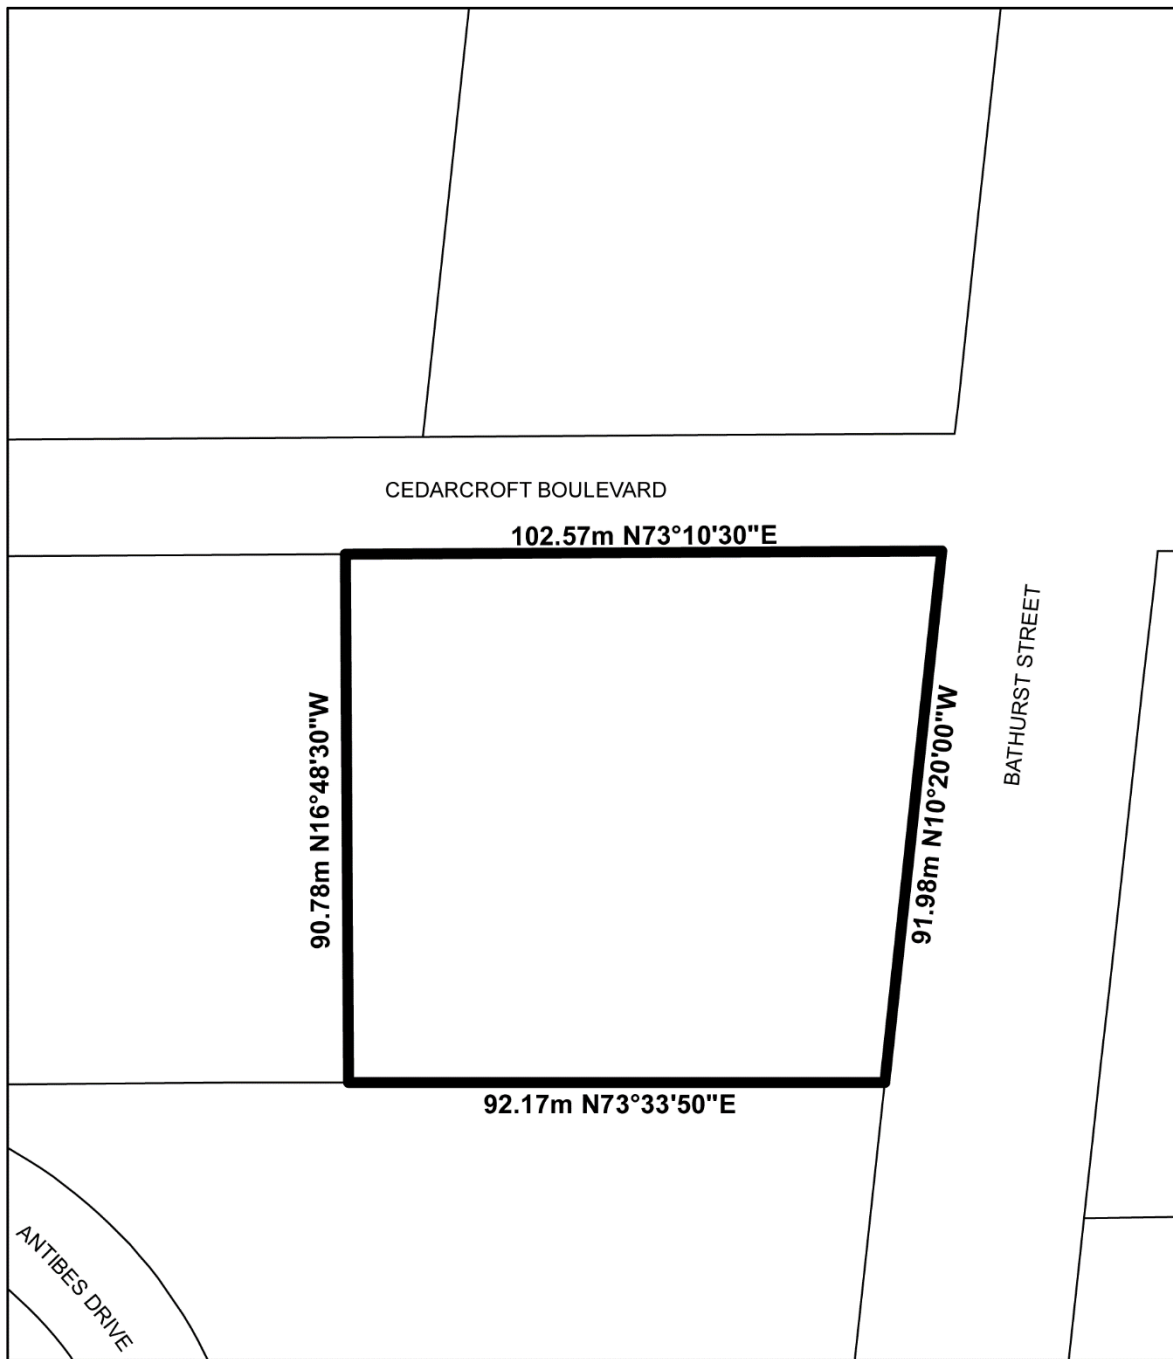 CEDARCROFT BOULEVARD
102.57m N73°10'30"E
BATHURST STREET
90.78m N16°48'30"W
91.98m N10°20'00"W
92.17m N73°33'50"E
ANTIBES DRIVE